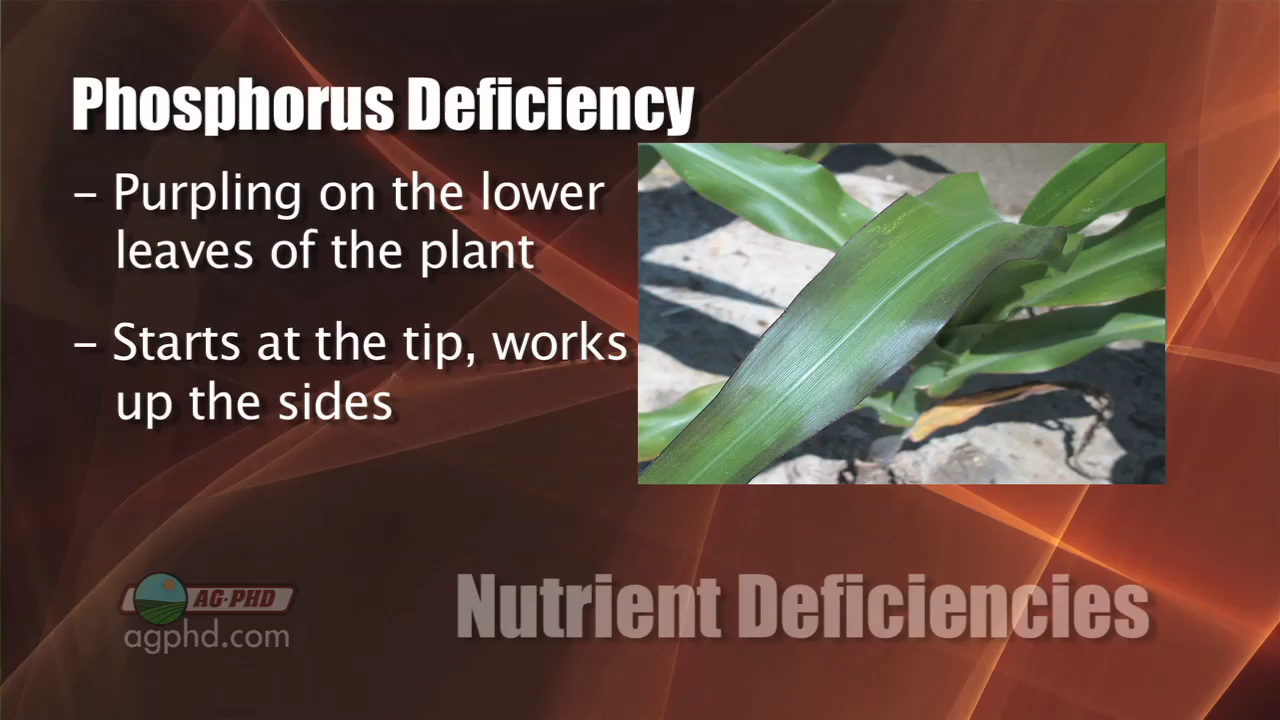 Phosphorus Deficiency
– Purpling on the lower
leaves of the plant
– Starts at the tip, works
up the sides
AG·PHD
agphd.com
Nutrient Deficiencies